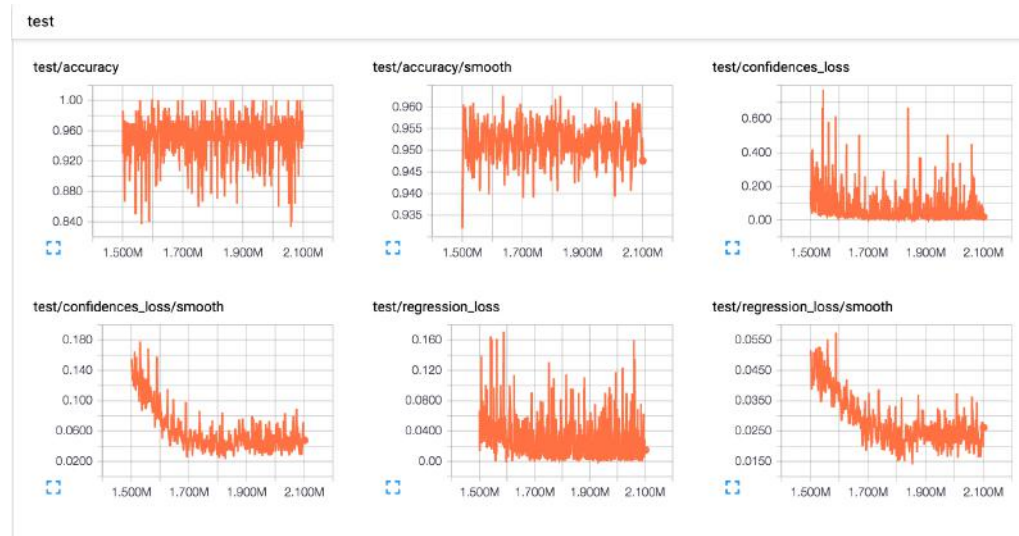 test
test/accuracy
1.00
0.960
0.920
0.880
0.840
1.500M 1.700M 1.900M 2.100M
test/accuracy/smooth
0.960
0.955
0.950
0.945
0.940
0.935
1.500M 1.700M 1.900M 2.100M
test/confidences_loss
0.600
0.400
0.200
0.00
1.500M 1.700M 1.900M 2.100M
test/confidences_loss/smooth
0.180
0.140
0.100
0.0600
0.0200
1.500M 1.700M 1.900M 2.100M
test/regression_loss
0.160
0.120
0.0800
0.0400
0.00
1.500M 1.700M 1.900M 2.100M
test/regression_loss/smooth
0.0550
0.0450
0.0350
0.0250
0.0150
1.500M 1.700M 1.900M 2.100M